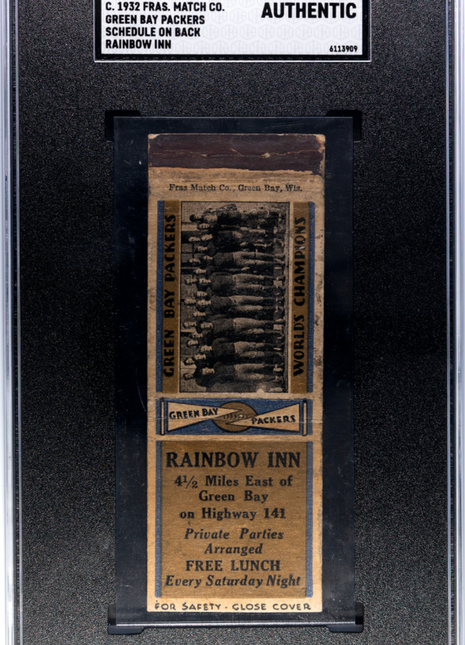 C. 1932 FRAS. MATCH CO.
GREEN BAY PACKERS
SCHEDULE ON BACK
RAINBOW INN
AUTHENTIC
6113909
Fras Match Co., Green Bay, Wis.
GREEN BAY PACKERS
WORLDS CHAMPIONS
GREEN BAY
PACKERS
RAINBOW INN
4½ Miles East of
Green Bay
on Highway 141
Private Parties
Arranged
FREE LUNCH
Every Saturday Night
FOR SAFETY - CLOSE COVER